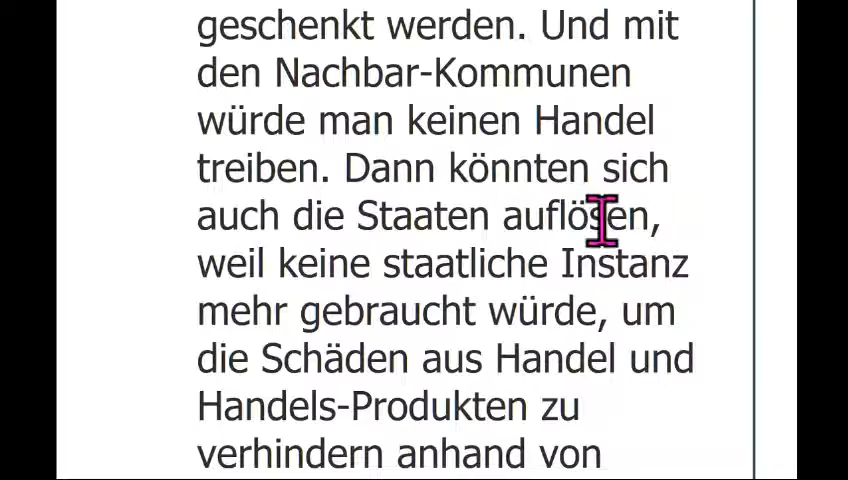 geschenkt werden. Und mit
den Nachbar-Kommunen
würde man keinen Handel
treiben. Dann könnten sich
auch die Staaten auflösen,
weil keine staatliche Instanz
mehr gebraucht würde, um
die Schäden aus Handel und
Handels-Produkten zu
verhindern anhand von